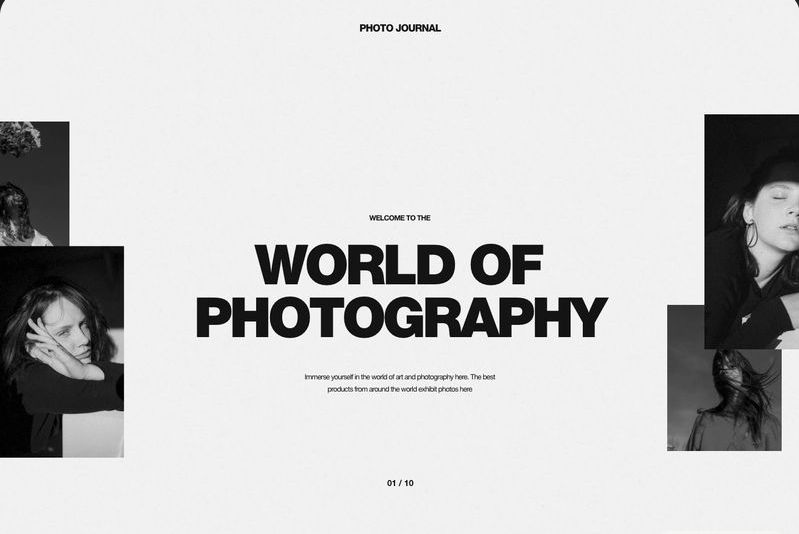 PHOTO JOURNAL
WELCOME TO THE
WORLD OF
PHOTOGRAPHY
Immerse yourself in the world of art and photography here. The best
products from around the world exhibit photos here
01 / 10